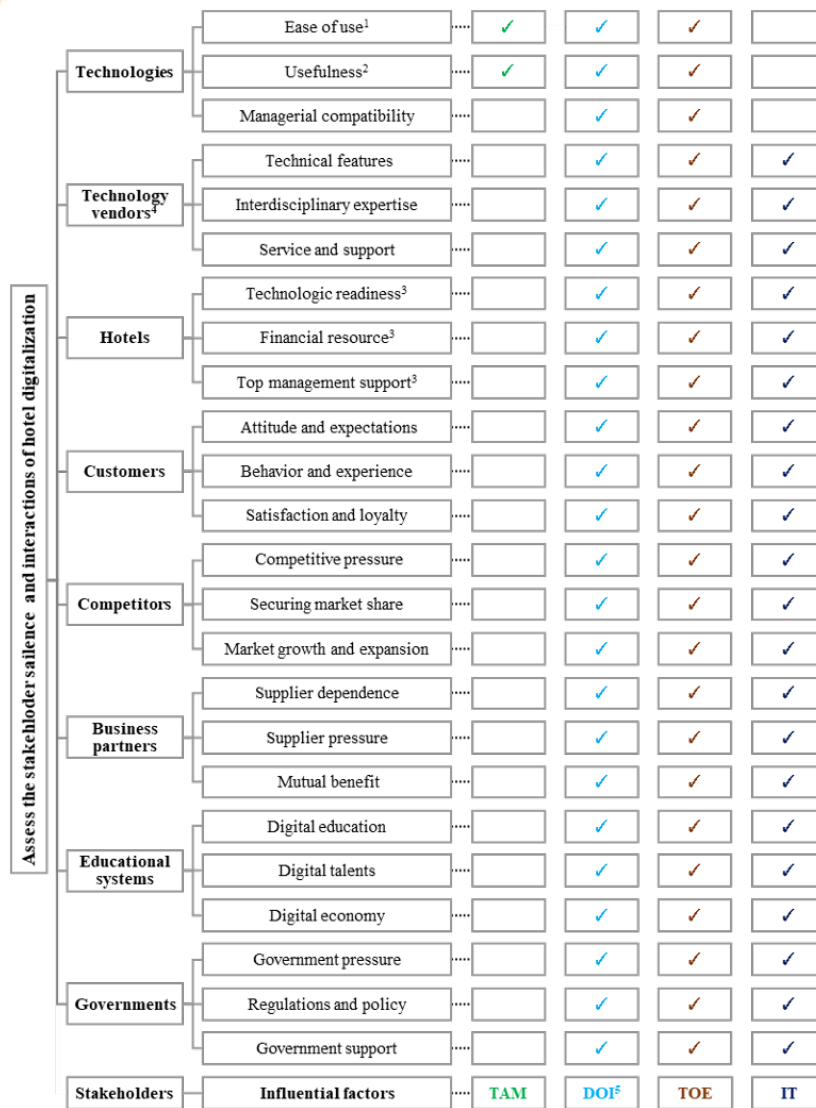 Assess the stakehloder sailence and interactions of hotel digitalization
Technologies
Ease of use1 ✓ ✓ ✓
Usefulness2 ✓ ✓ ✓
Managerial compatibility ✓ ✓
Technology
vendors4
Technical features ✓ ✓ ✓
Interdisciplinary expertise ✓ ✓ ✓
Service and support ✓ ✓ ✓
Hotels
Technologic readiness3 ✓ ✓ ✓
Financial resource3 ✓ ✓ ✓
Top management support3 ✓ ✓ ✓
Customers
Attitude and expectations ✓ ✓ ✓
Behavior and experience ✓ ✓ ✓
Satisfaction and loyalty ✓ ✓ ✓
Competitors
Competitive pressure ✓ ✓ ✓
Securing market share ✓ ✓ ✓
Market growth and expansion ✓ ✓ ✓
Business
partners
Supplier dependence ✓ ✓ ✓
Supplier pressure ✓ ✓ ✓
Mutual benefit ✓ ✓ ✓
Educational
systems
Digital education ✓ ✓ ✓
Digital talents ✓ ✓ ✓
Digital economy ✓ ✓ ✓
Governments
Government pressure ✓ ✓ ✓
Regulations and policy ✓ ✓ ✓
Government support ✓ ✓ ✓
Stakeholders Influential factors TAM DOI5 TOE IT